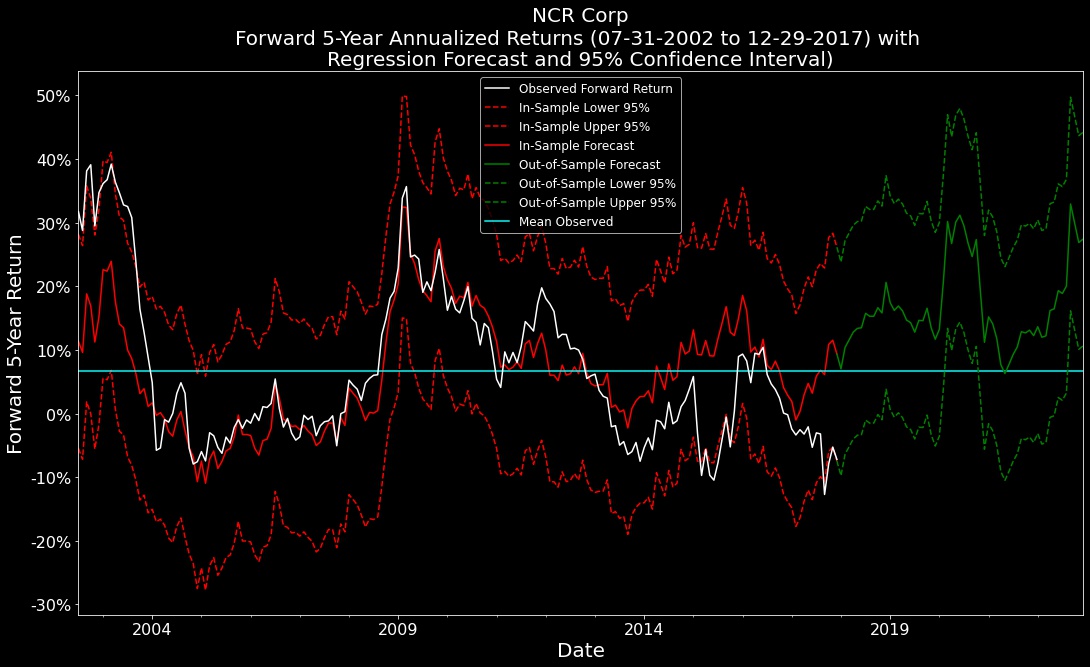 NCR Corp
Forward 5-Year Annualized Returns (07-31-2002 to 12-29-2017) with
Regression Forecast and 95% Confidence Interval)
Observed Forward Return
In-Sample Lower 95%
In-Sample Upper 95%
In-Sample Forecast
Out-of-Sample Forecast
Out-of-Sample Lower 95%
Out-of-Sample Upper 95%
Mean Observed
Forward 5-Year Return
50%
40%
30%
20%
10%
0%
-10%
-20%
-30%
2004
2009
2014
2019
Date